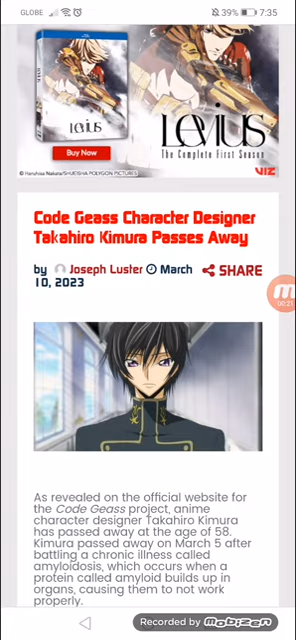 GLOBE
39%
7:35
LEVIUS
LEVIUS
The Complete First Season
Buy Now
© Haruhisa Nakata/SHUEISHA·POLYGON PICTURES
VIZ
Code Geass Character Designer
Takahiro Kimura Passes Away
by Joseph Luster March
10, 2023
SHARE
00:21
As revealed on the official website for
the Code Geass project, anime
character designer Takahiro Kimura
has passed away at the age of 58.
Kimura passed away on March 5 after
battling a chronic illness called
amyloidosis, which occurs when a
protein called amyloid builds up in
organs, causing them to not work
properly.
Recorded by mobizen